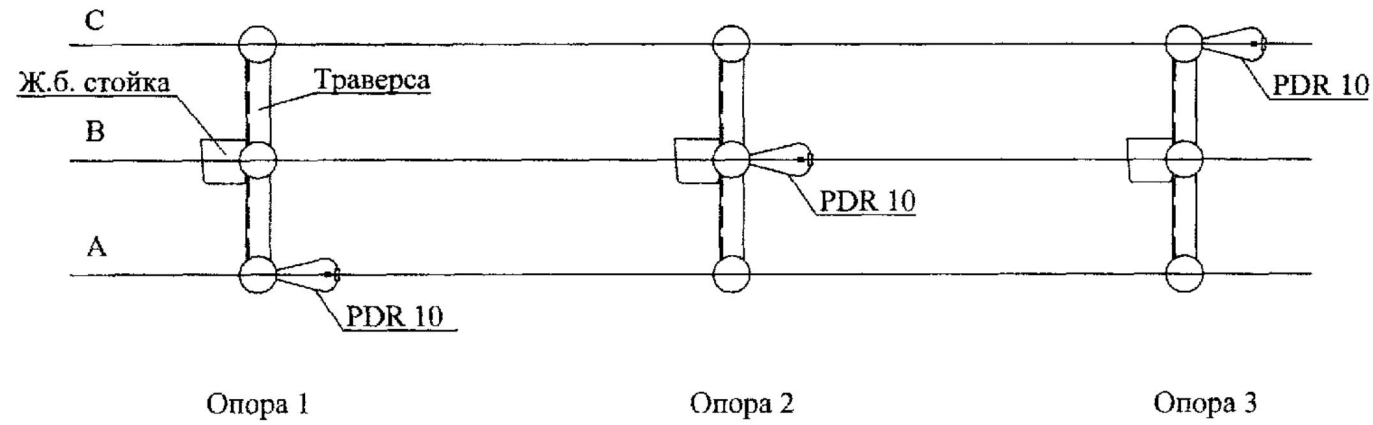 С
Ж.б. стойка
Траверса
PDR 10
В
PDR 10
А
PDR 10
Опора 1
Опора 2
Опора 3